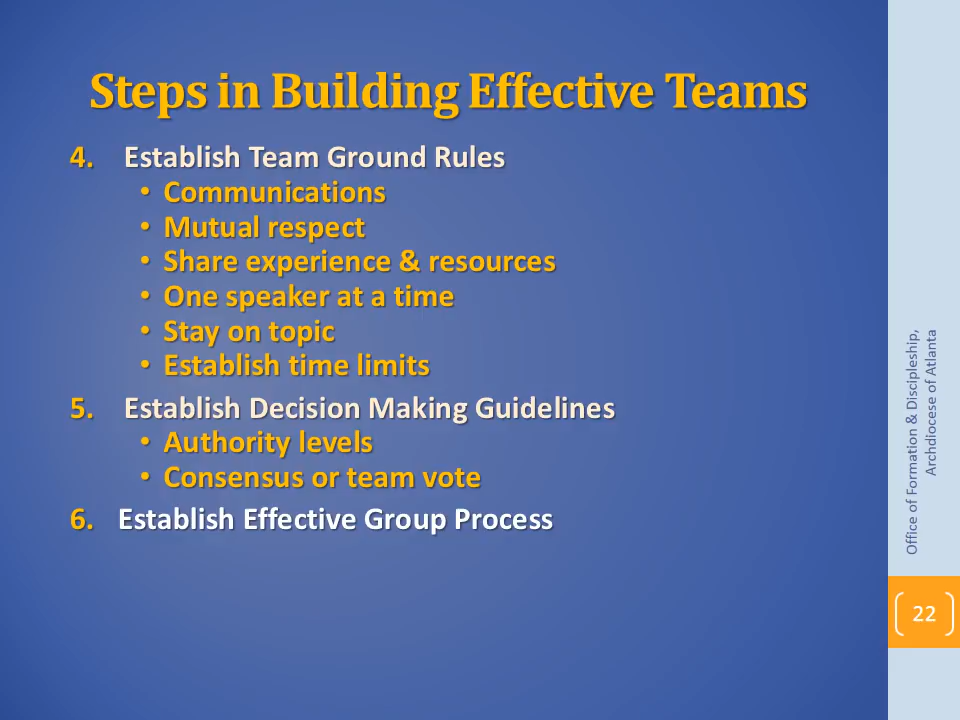 Steps in Building Effective Teams
4. Establish Team Ground Rules
• Communications
• Mutual respect
• Share experience & resources
• One speaker at a time
• Stay on topic
• Establish time limits
5. Establish Decision Making Guidelines
• Authority levels
• Consensus or team vote
6. Establish Effective Group Process
Office of Formation & Discipleship,
Archdiocese of Atlanta
22